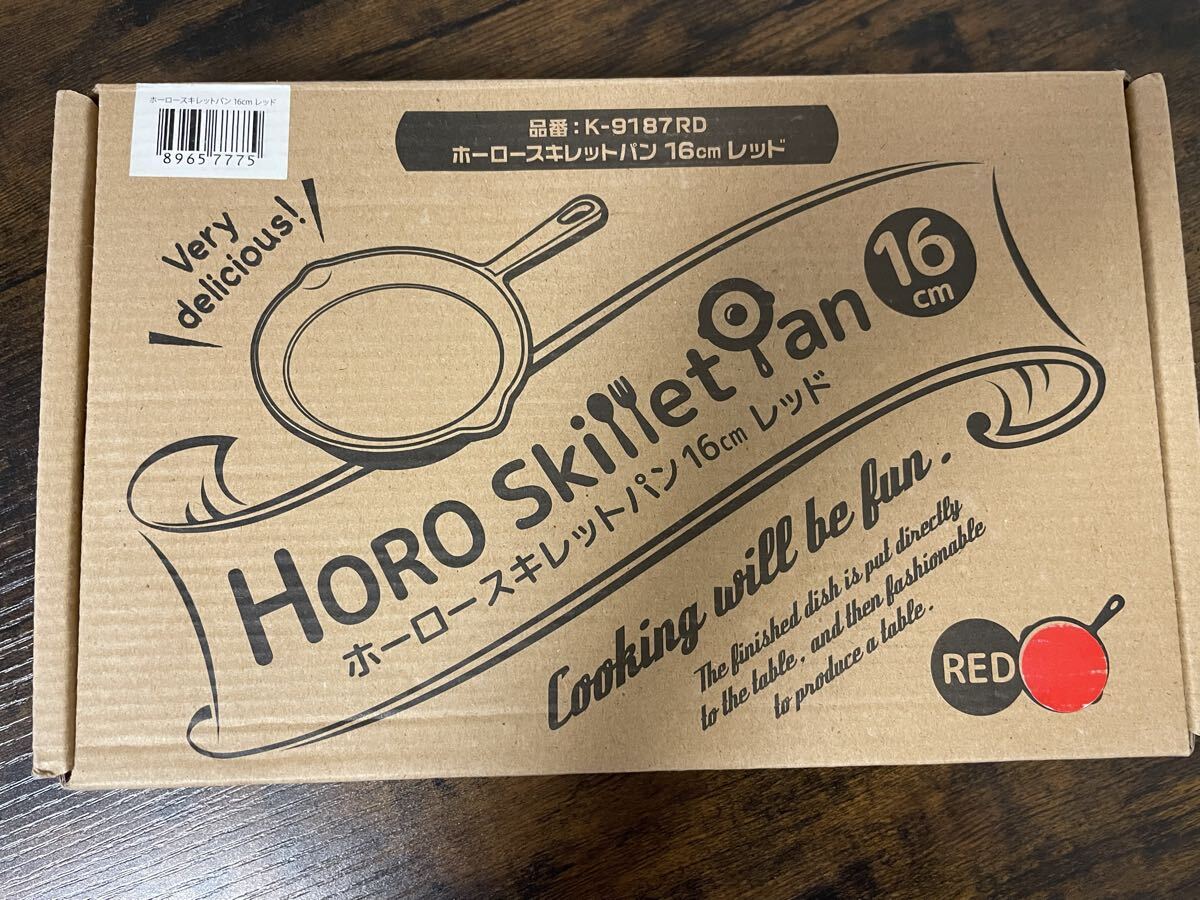 ホーロースキレットパン 16cm レッド
8965 7775
品番：K-9187RD
ホーロースキレットパン 16cm レッド
Very
delicious!
16
cm
HORO Skillet Pan
ホーロースキレットパン 16cm レッド
Cooking will be fun.
The finished dish is put directly
to the table, and then fashionable
to produce a table.
RED